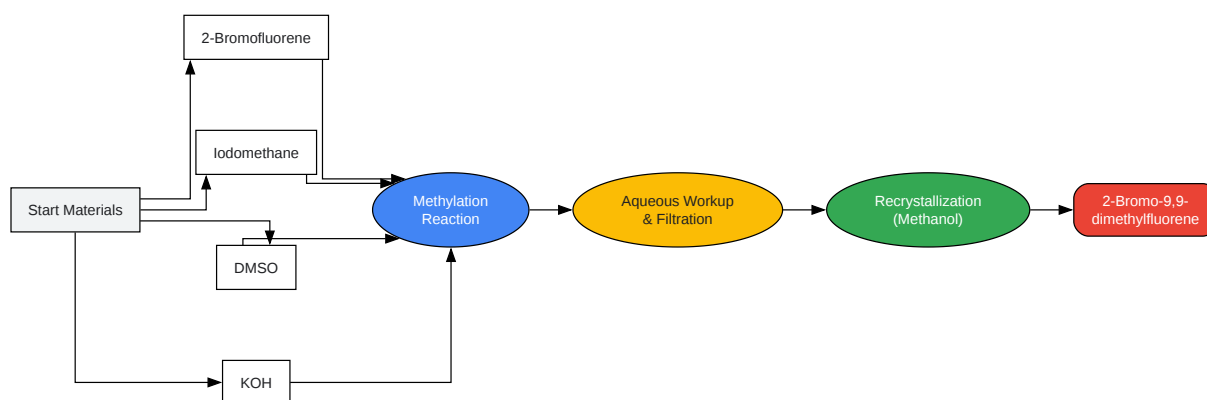 2-Bromofluorene
Iodomethane
Start Materials
DMSO
KOH
Methylation
Reaction
Aqueous Workup
& Filtration
Recrystallization
(Methanol)
2-Bromo-9,9-
dimethylfluorene